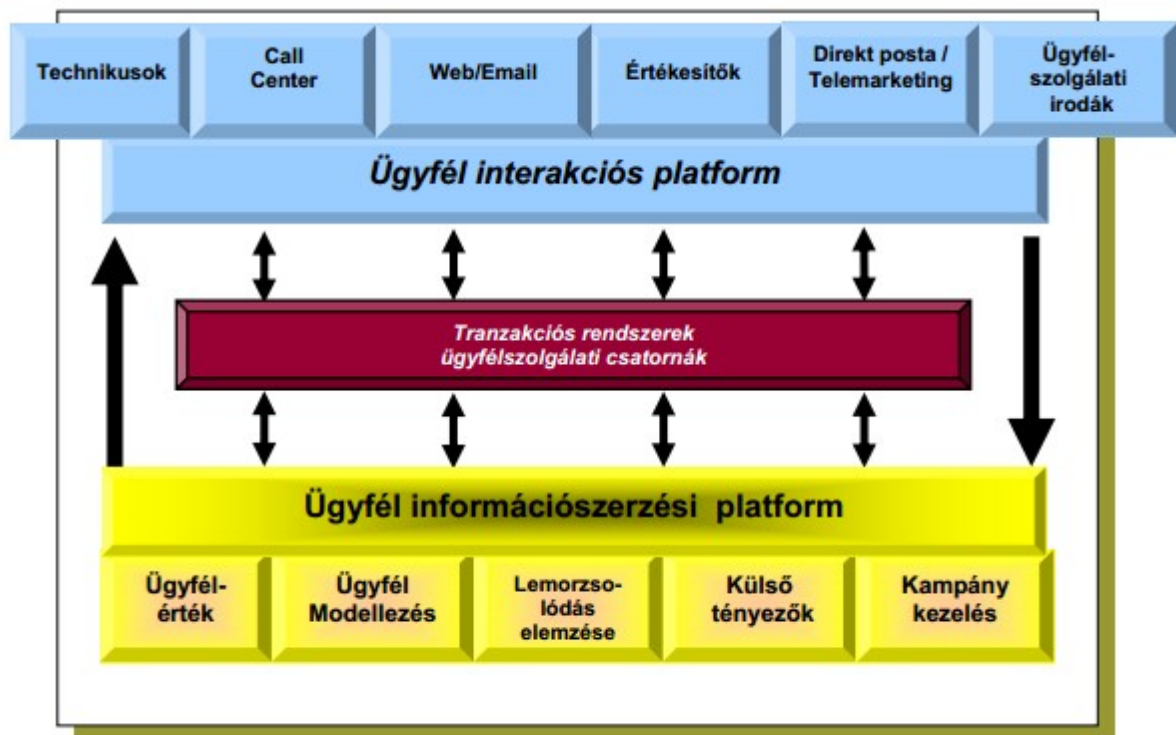 Technikusok
Call
Center
Web/Email
Értékesítők
Direkt posta /
Telemarketing
Ügyfél-
szolgálati
irodák
Ügyfél interakciós platform
Tranzakciós rendszerek
ügyfélszolgálati csatornák
Ügyfél információszerzési platform
Ügyfél-
érték
Ügyfél
Modellezés
Lemorzso-
lódás
elemzése
Külső
tényezők
Kampány
kezelés